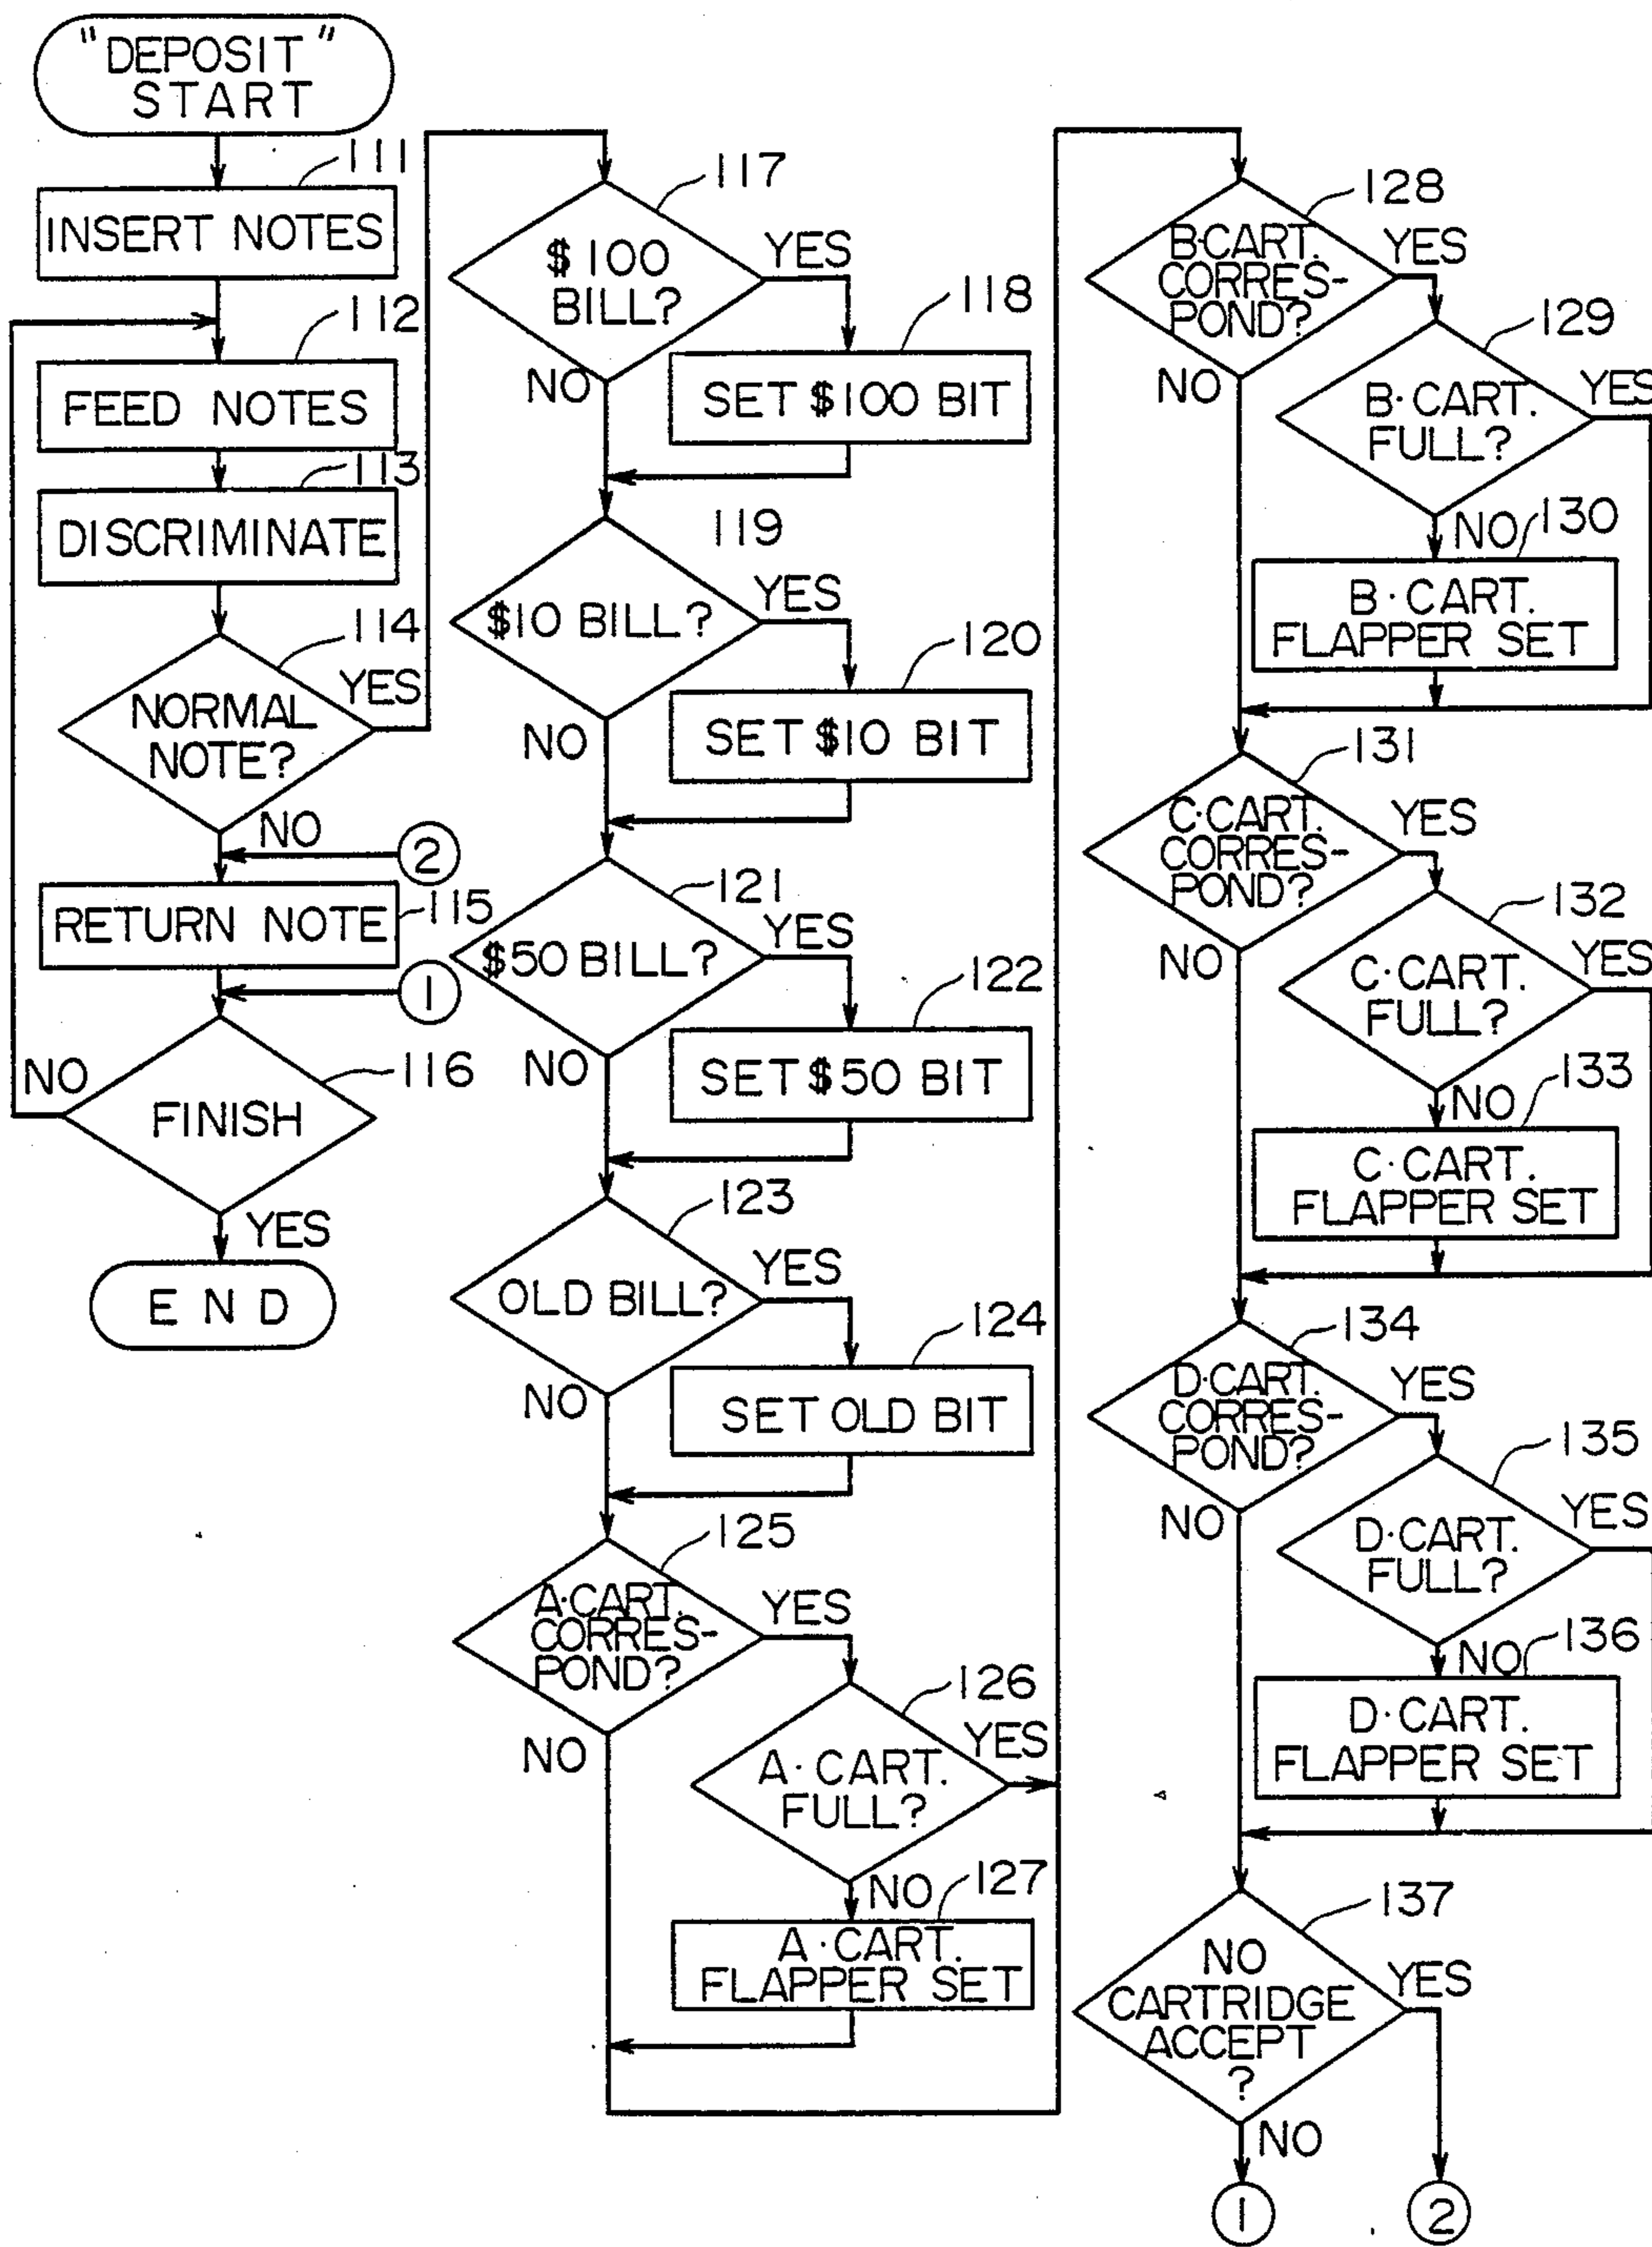 "DEPOSIT"
START
111
INSERT NOTES
112
FEED NOTES
113
DISCRIMINATE
114
NORMAL
NOTE?
YES
NO
2
RETURN NOTE
115
1
116
NO
FINISH
YES
END
117
$100
BILL?
YES
NO
118
SET $100 BIT
119
$10 BILL?
YES
NO
120
SET $10 BIT
121
$50 BILL?
YES
NO
122
SET $50 BIT
123
OLD BILL?
YES
NO
124
SET OLD BIT
125
A·CART.
CORRES-
POND?
YES
NO
126
A·CART.
FULL?
YES
NO
127
A·CART.
FLAPPER SET
128
B·CART.
CORRES-
POND?
YES
NO
129
B·CART.
FULL?
YES
NO
130
B·CART.
FLAPPER SET
131
C·CART.
CORRES-
POND?
YES
NO
132
C·CART.
FULL?
YES
NO
133
C·CART.
FLAPPER SET
134
D·CART.
CORRES-
POND?
YES
NO
135
D·CART.
FULL?
YES
NO
136
D·CART.
FLAPPER SET
137
NO
CARTRIDGE
ACCEPT
?
YES
NO
1
2